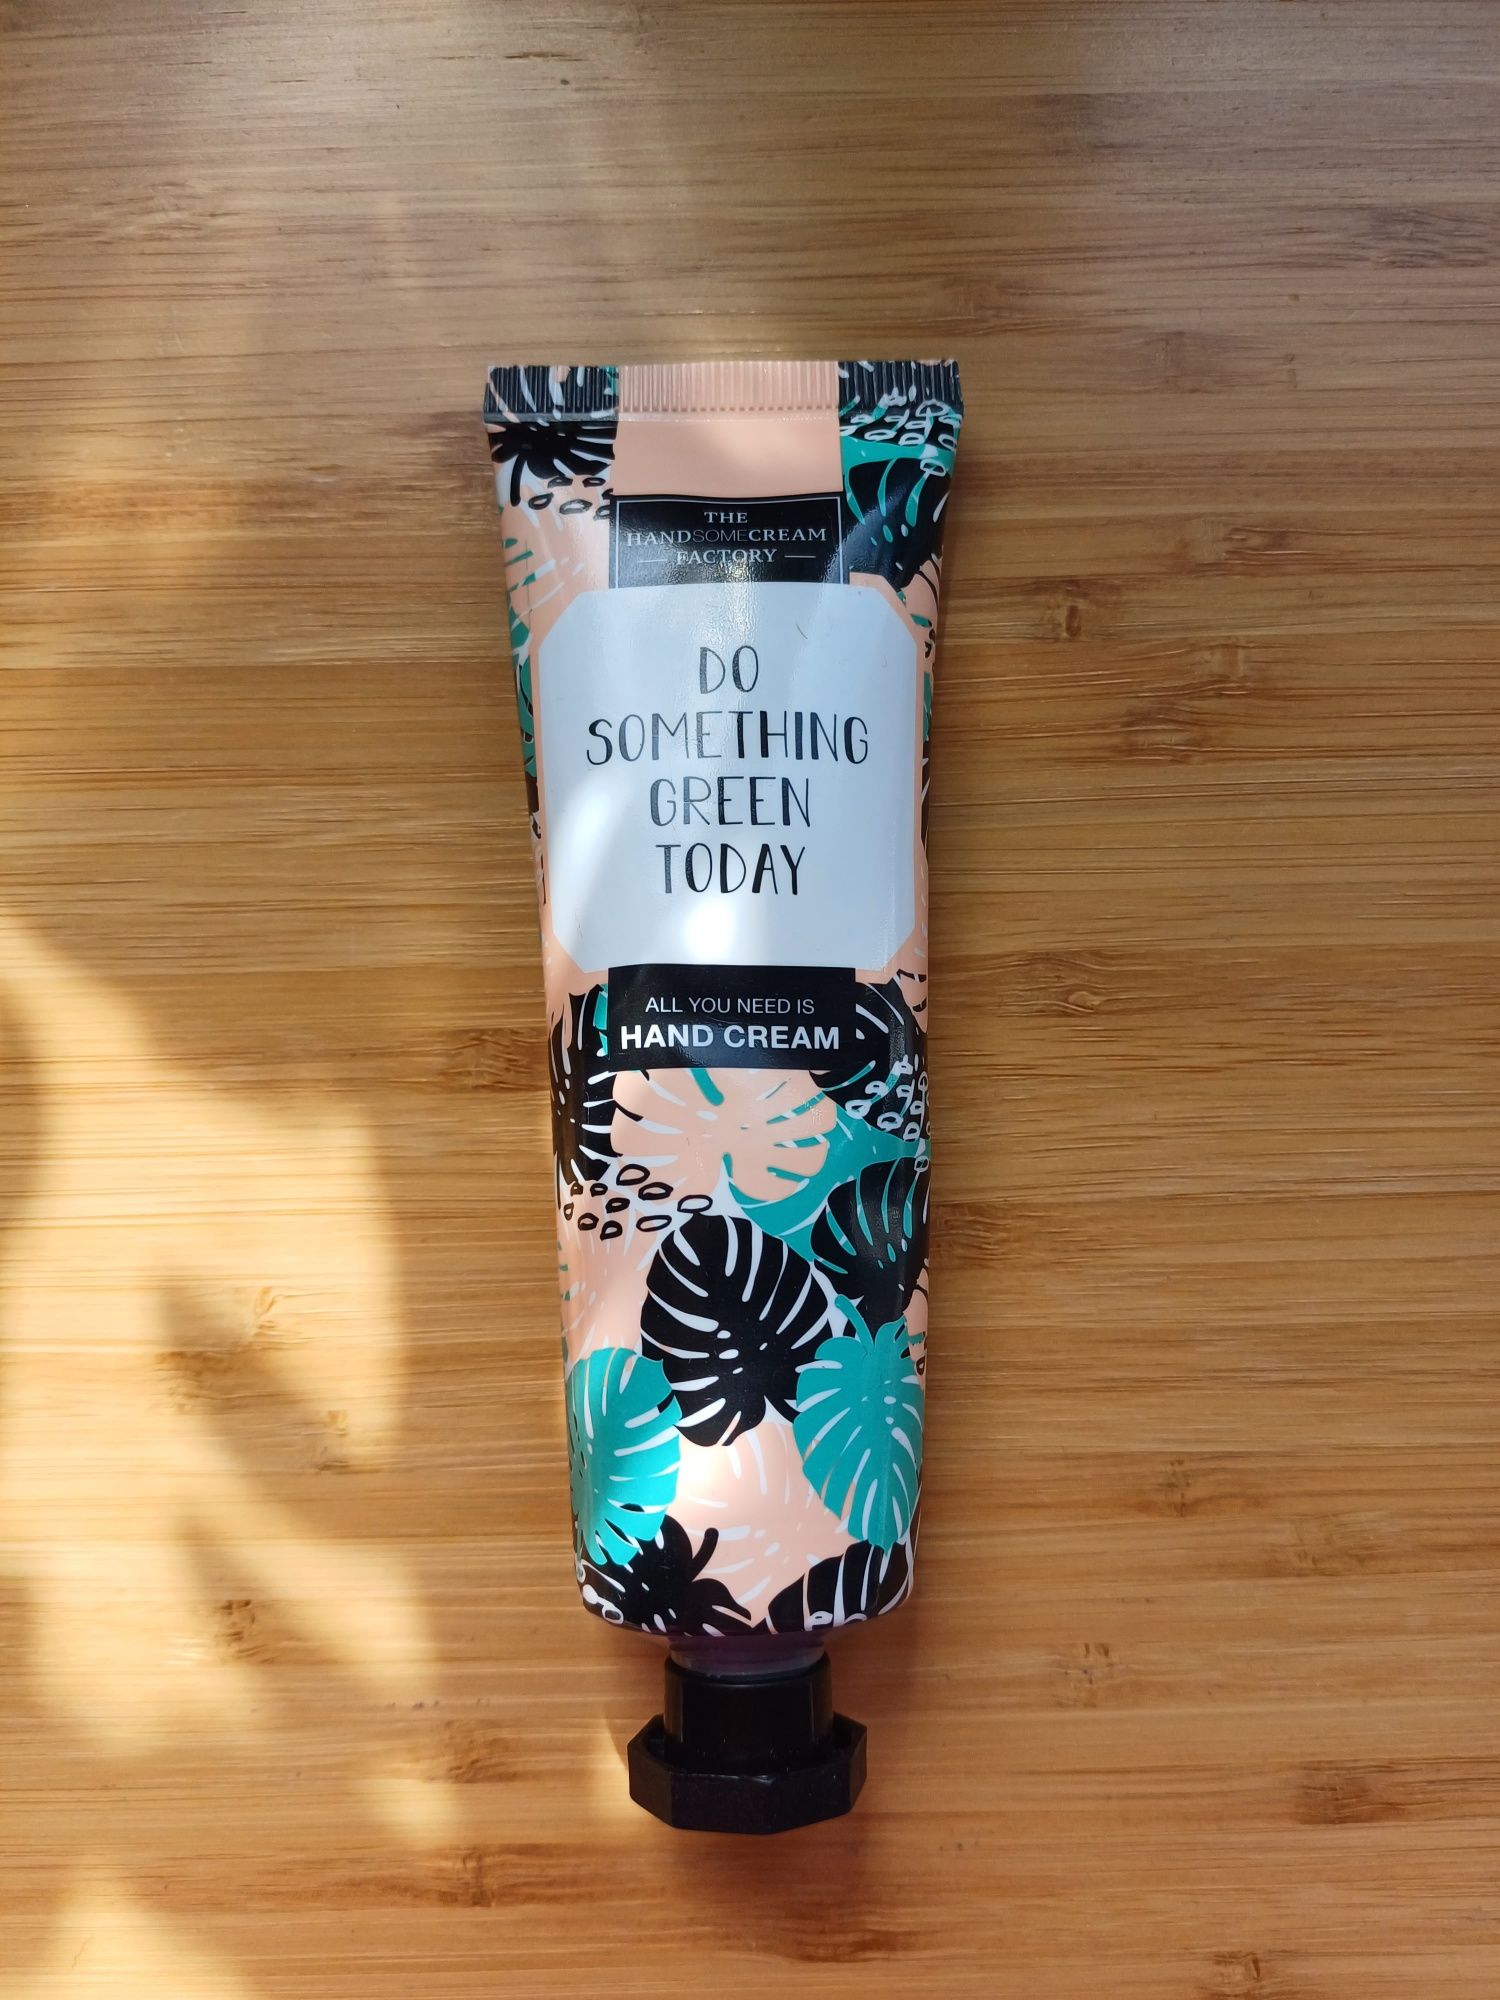 THE
HANDSOMECREAM
FACTORY
DO
SOMETHING
GREEN
TODAY
ALL YOU NEED IS
HAND CREAM